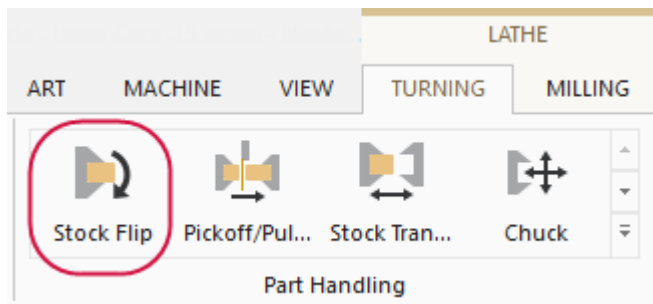 LATHE
ART MACHINE VIEW TURNING MILLING
Stock Flip Pickoff/Pul... Stock Tran... Chuck
Part Handling